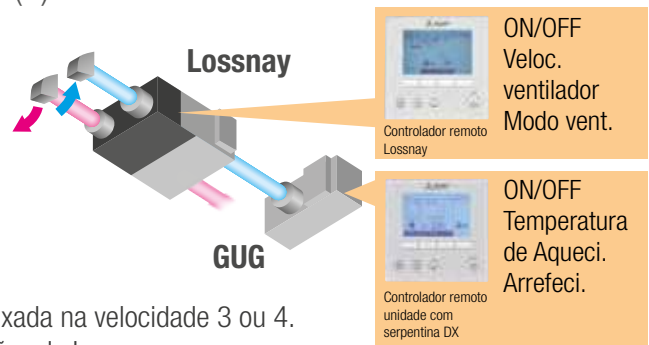 Lossnay
ON/OFF
Veloc.
ventilador
Modo vent.
Controlador remoto
Lossnay
GUG
ON/OFF
Temperatura
de Aqueci.
Arrefeci.
Controlador remoto
unidade com
serpentina DX
xada na velocidade 3 ou 4.